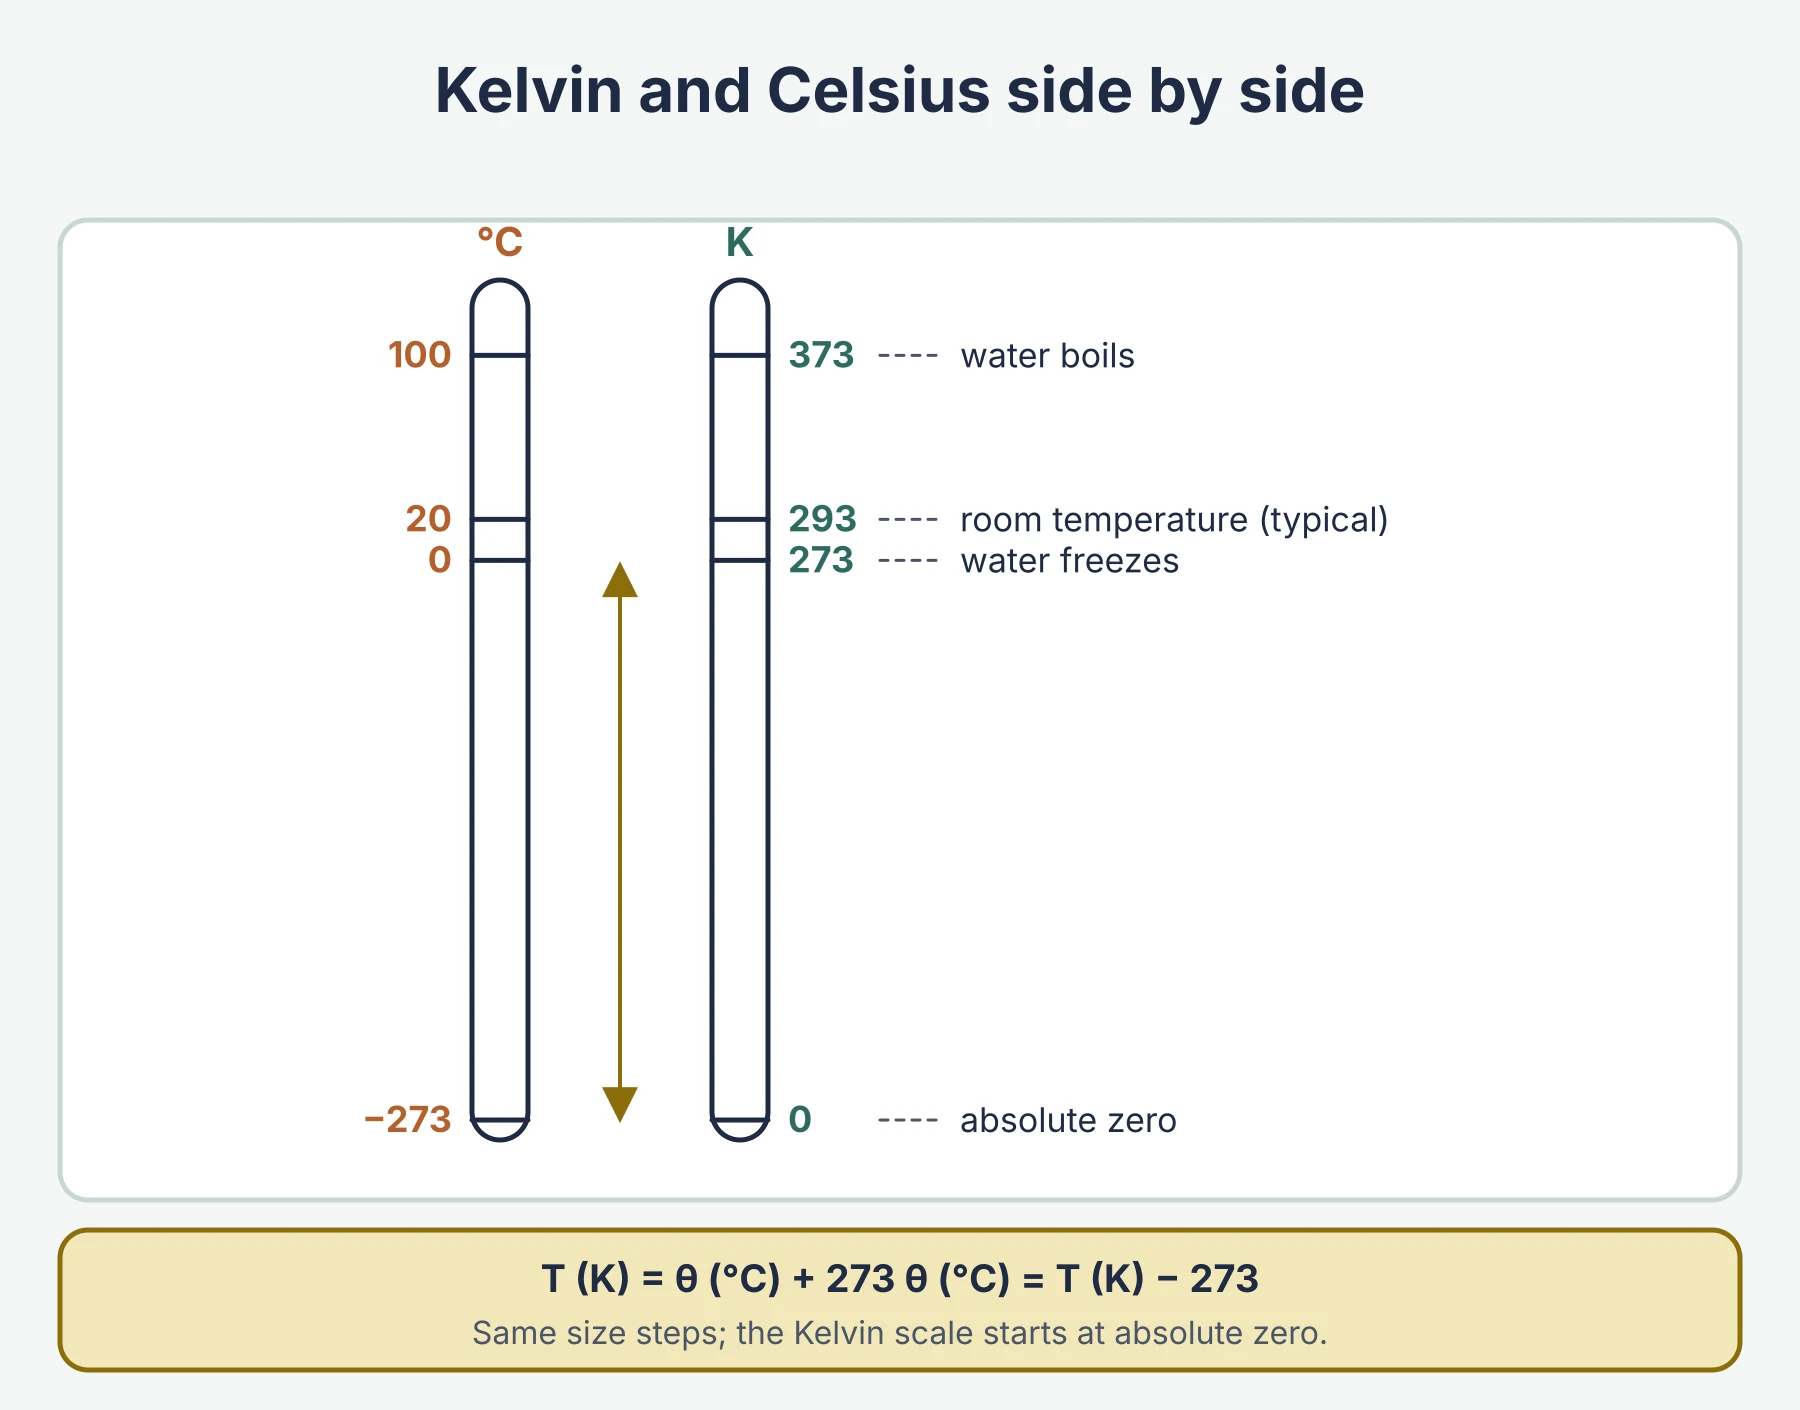 Kelvin and Celsius side by side
°C K
100 373 ---- water boils
20 293 ---- room temperature (typical)
0 273 ---- water freezes
−273 0 ---- absolute zero
T (K) = θ (°C) + 273 θ (°C) = T (K) − 273
Same size steps; the Kelvin scale starts at absolute zero.